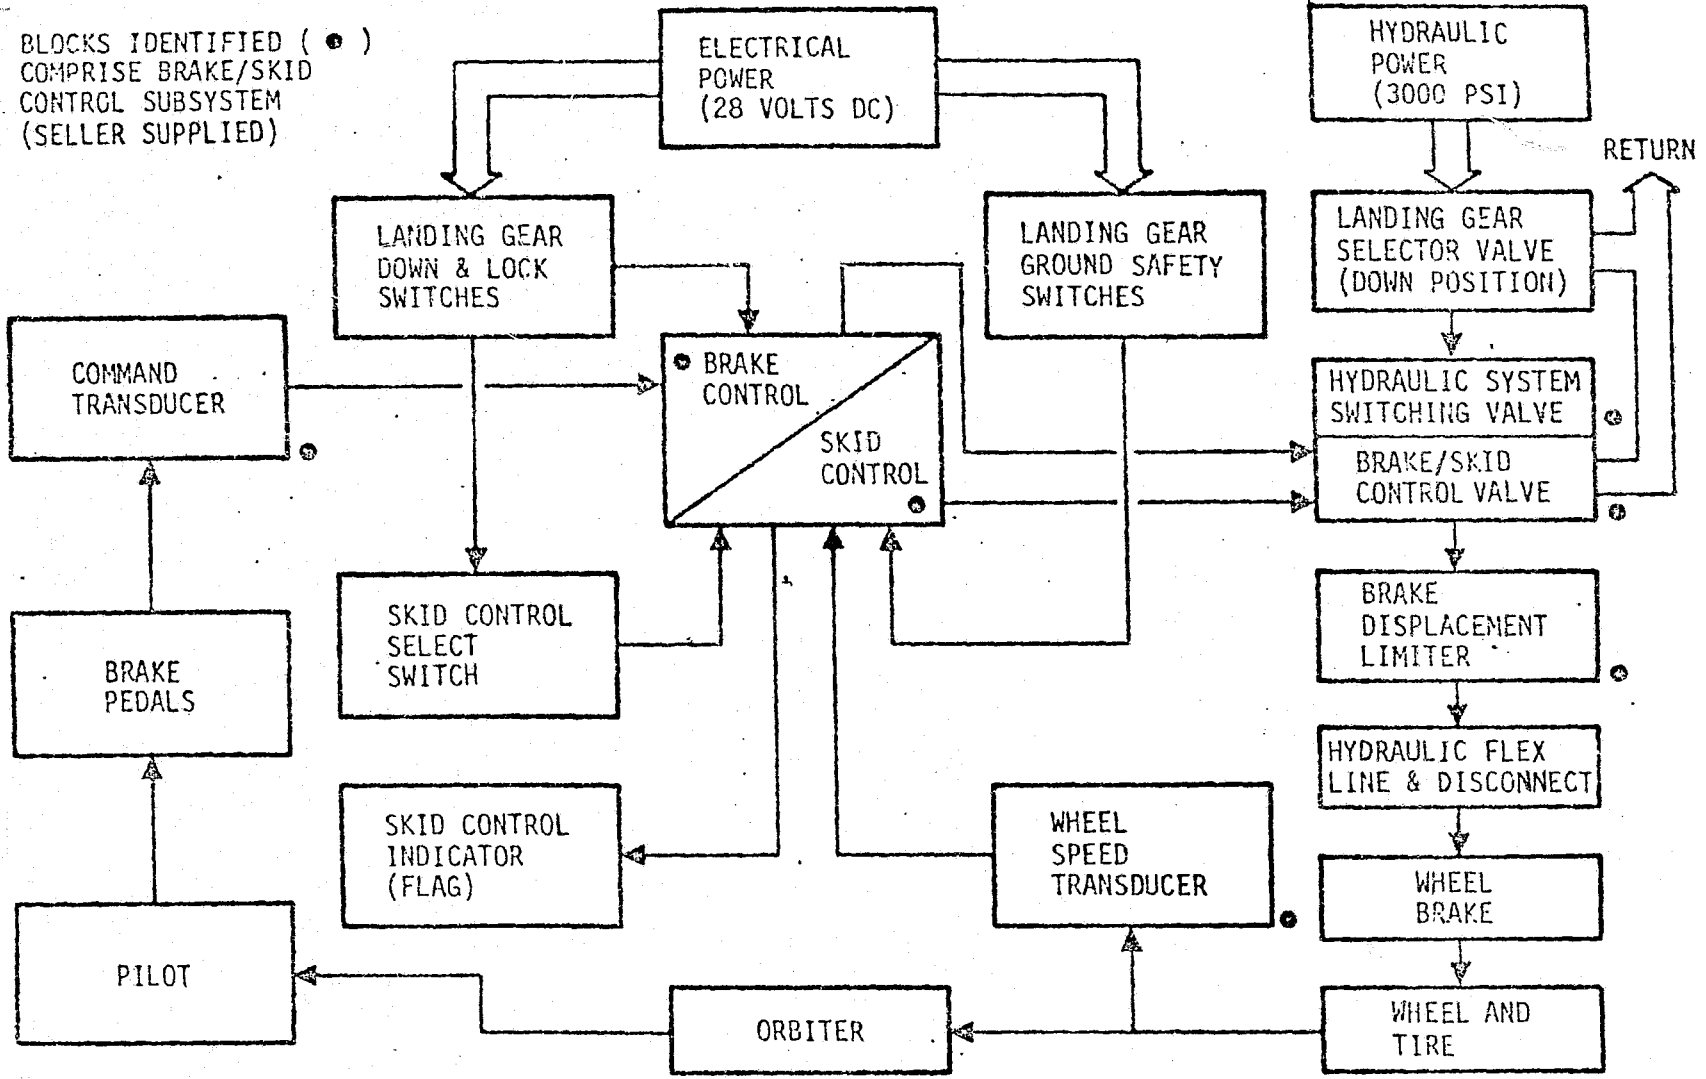 BLOCKS IDENTIFIED ( ● )
COMPRISE BRAKE/SKID
CONTROL SUBSYSTEM
(SELLER SUPPLIED)
ELECTRICAL
POWER
(28 VOLTS DC)
HYDRAULIC
POWER
(3000 PSI)
RETURN
LANDING GEAR
DOWN & LOCK
SWITCHES
LANDING GEAR
GROUND SAFETY
SWITCHES
LANDING GEAR
SELECTOR VALVE
(DOWN POSITION)
COMMAND
TRANSDUCER
BRAKE
CONTROL
SKID
CONTROL
HYDRAULIC SYSTEM
SWITCHING VALVE
BRAKE/SKID
CONTROL VALVE
BRAKE
PEDALS
SKID CONTROL
SELECT
SWITCH
BRAKE
DISPLACEMENT
LIMITER
HYDRAULIC FLEX
LINE & DISCONNECT
SKID CONTROL
INDICATOR
(FLAG)
WHEEL
SPEED
TRANSDUCER
WHEEL
BRAKE
PILOT
ORBITER
WHEEL AND
TIRE